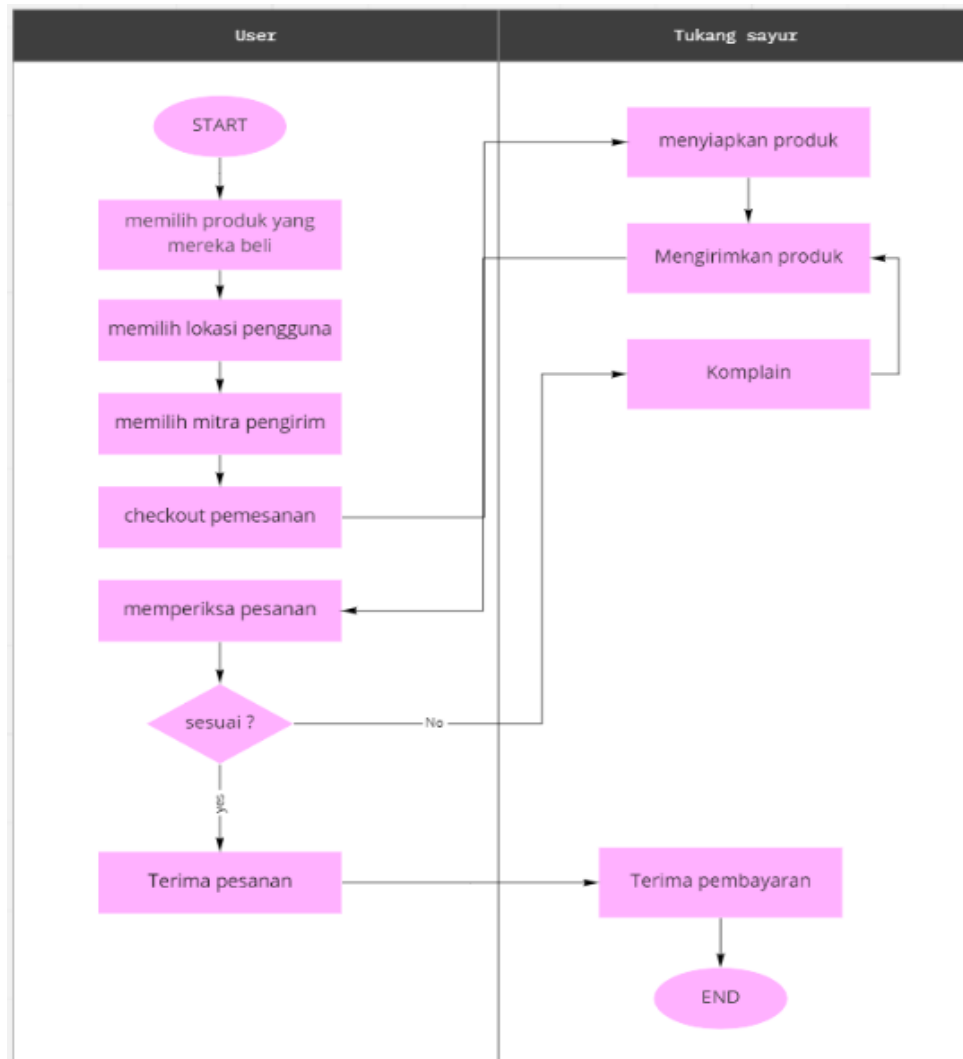 User
Tukang sayur
START
memilih produk yang
mereka beli
memilih lokasi pengguna
memilih mitra pengirim
checkout pemesanan
menyiapkan produk
Mengirimkan produk
memperiksa pesanan
sesuai ?
No
Komplain
yes
Terima pesanan
Terima pembayaran
END